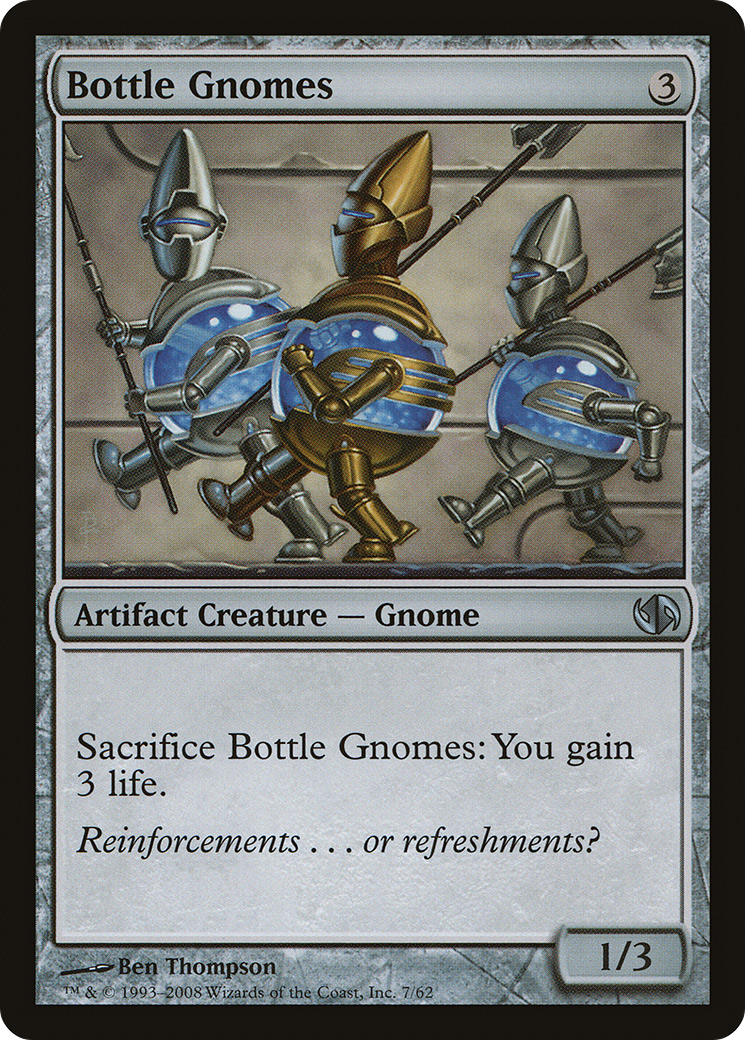 Bottle Gnomes 3
Artifact Creature — Gnome
Sacrifice Bottle Gnomes: You gain
3 life.
Reinforcements . . . or refreshments?
1/3
Ben Thompson
™ & © 1993–2008 Wizards of the Coast, Inc. 7/62